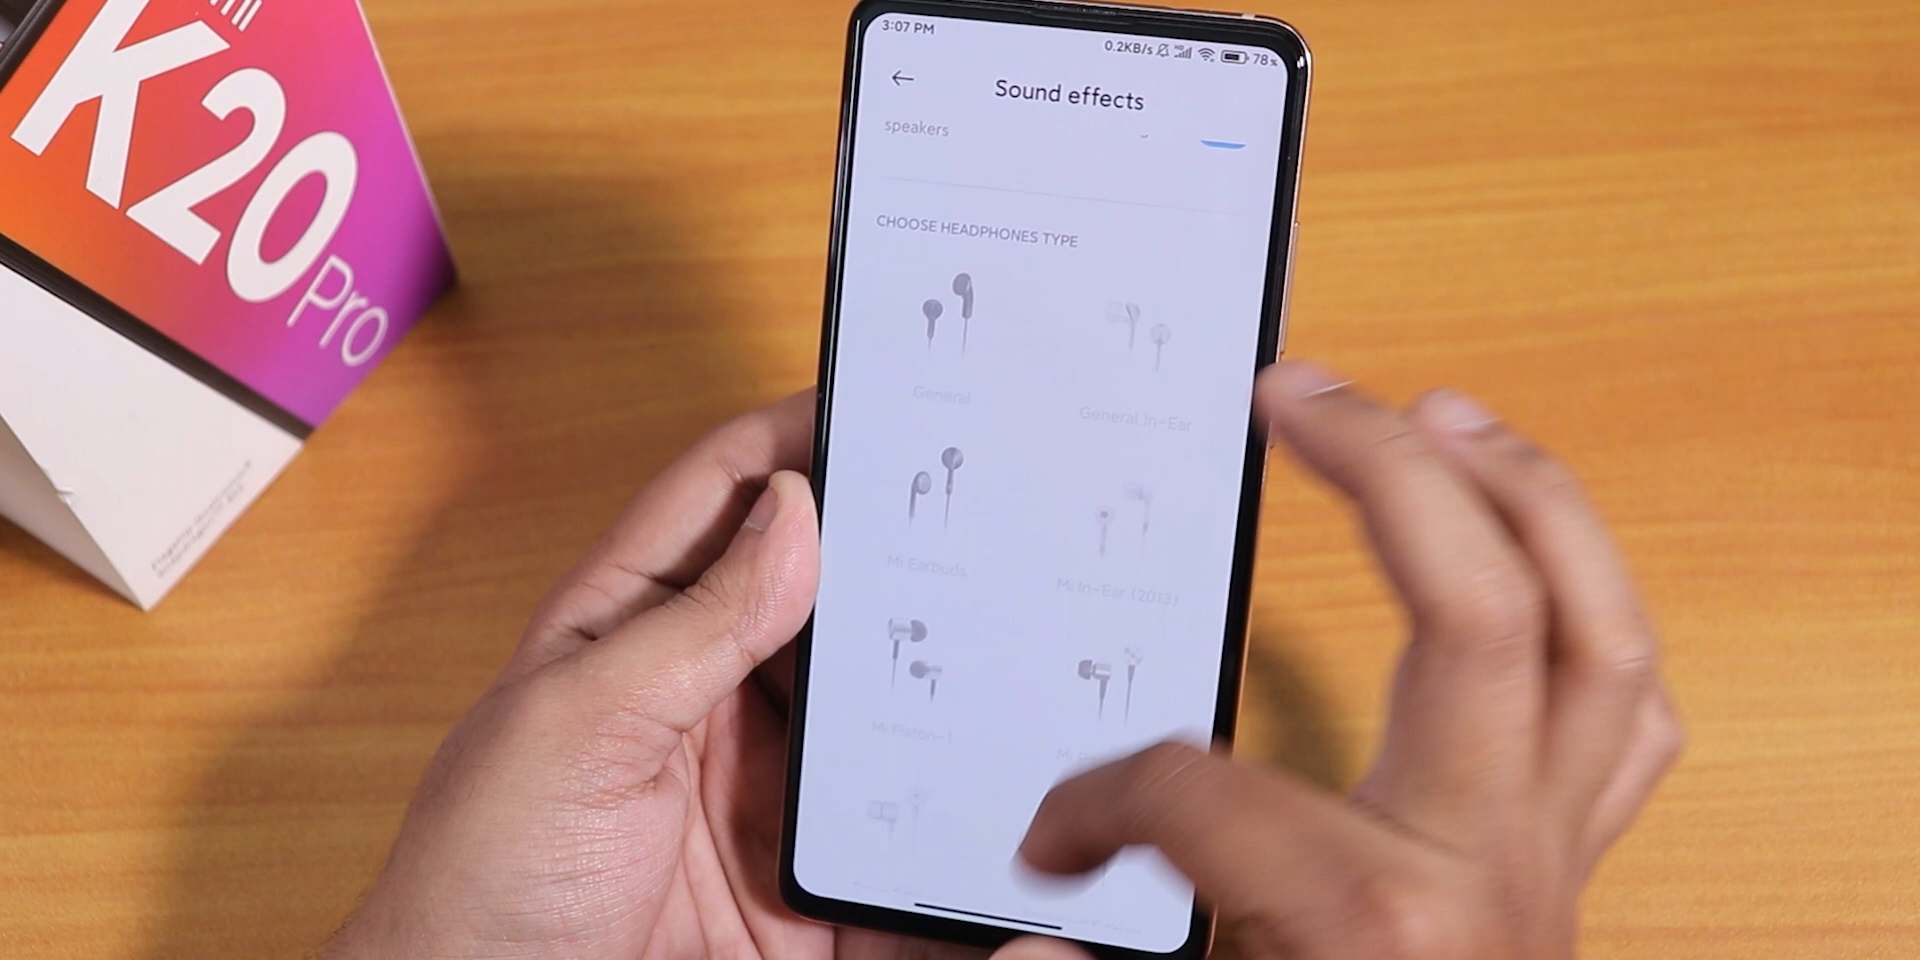 K20
Pro
3:07 PM
0.2KB/s
78%
Sound effects
speakers
CHOOSE HEADPHONES TYPE
General
General In-Ear
Mi Earbuds
Mi In-Ear (2013)
Mi Piston-1